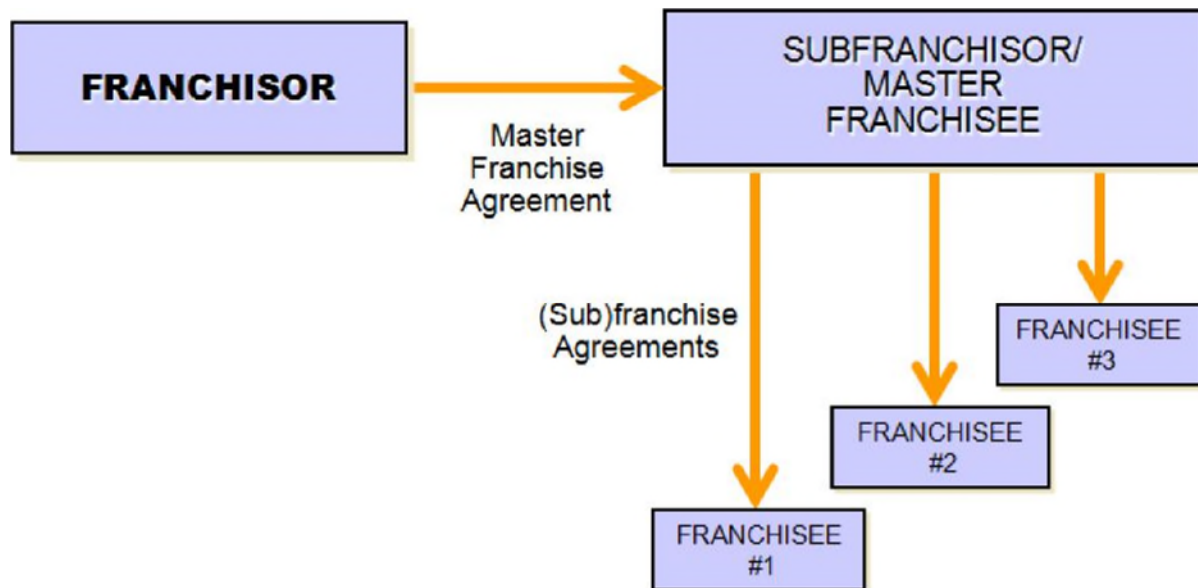 FRANCHISOR
SUBFRANCHISOR/
MASTER
FRANCHISEE
Master
Franchise
Agreement
(Sub)franchise
Agreements
FRANCHISEE
#3
FRANCHISEE
#2
FRANCHISEE
#1